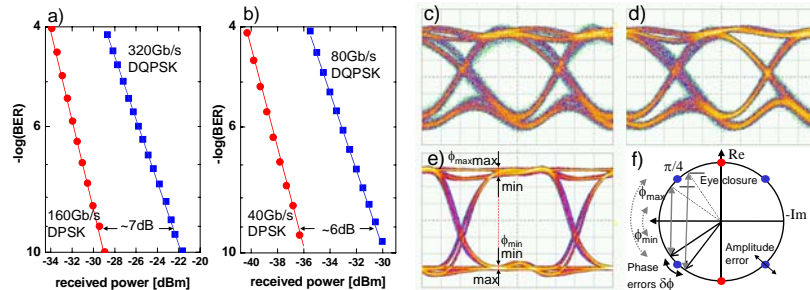 a)
4
320Gb/s
DQPSK
-log(BER)
6
160Gb/s
DPSK
~7dB
10
-34 -32 -30 -28 -26 -24 -22 -20
received power [dBm]
b)
4
80Gb/s
DQPSK
-log(BER)
6
40Gb/s
DPSK
~6dB
10
-40 -38 -36 -34 -32 -30
received power [dBm]
c)
d)
e)
ϕmax max
min
ϕmin
min
max
f)
Re
π/4
Eye closure
ϕmax
-Im
ϕmin
Amplitude
error
Phase
errors δϕ